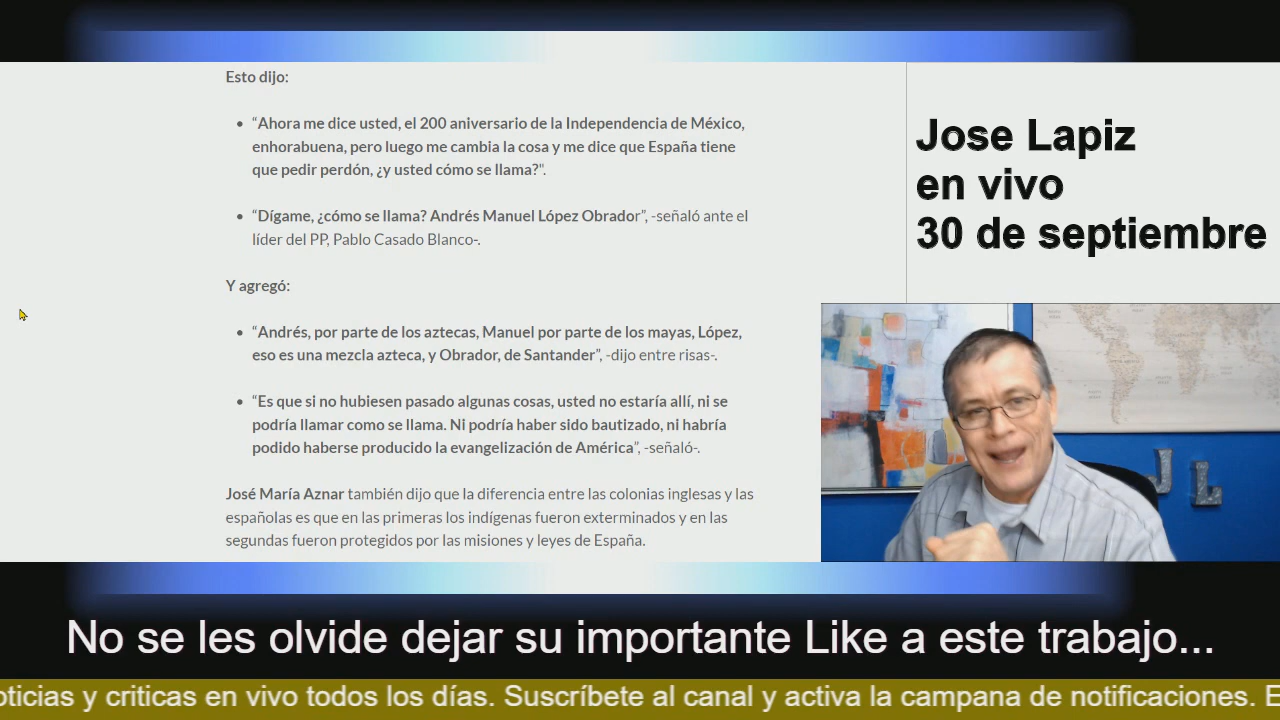 Esto dijo:
• “Ahora me dice usted, el 200 aniversario de la Independencia de México,
enhorabuena, pero luego me cambia la cosa y me dice que España tiene
que pedir perdón, ¿y usted cómo se llama?”.
• “Dígame, ¿cómo se llama? Andrés Manuel López Obrador”, -señaló ante el
líder del PP, Pablo Casado Blanco-.
Y agregó:
• “Andrés, por parte de los aztecas, Manuel por parte de los mayas, López,
eso es una mezcla azteca, y Obrador, de Santander”, -dijo entre risas-.
• “Es que si no hubiesen pasado algunas cosas, usted no estaría allí, ni se
podría llamar como se llama. Ni podría haber sido bautizado, ni habría
podido haberse producido la evangelización de América”, -señaló-.
José María Aznar también dijo que la diferencia entre las colonias inglesas y las
españolas es que en las primeras los indígenas fueron exterminados y en las
segundas fueron protegidos por las misiones y leyes de España.
Jose Lapiz
en vivo
30 de septiembre
J L
No se les olvide dejar su importante Like a este trabajo...
oticias y criticas en vivo todos los días. Suscríbete al canal y activa la campana de notificaciones. E